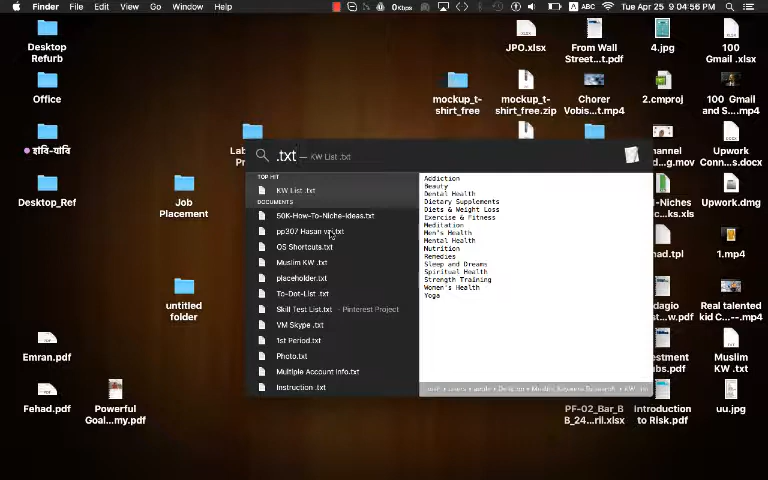 Finder File Edit View Go Window Help
0Kbps ABC Tue Apr 25 9:04:56 PM
Desktop Refurb
JPO.xlsx
From Wall Street...t.pdf
4.jpg
100 Gmail .xlsx
Office
mockup_t-shirt_free
mockup_t-shirt_free.zip
Chorer Vobis...t.mp4
2.cmproj
100 Gmail and S....mp4
হাবি-যাবি
Upwork Conn...s.docx
.txt — KW List .txt
TOP HIT
KW List .txt
DOCUMENTS
50K-How-To-Niche-Ideas.txt
pp307 Hasan vai.txt
OS Shortcuts.txt
Muslim KW .txt
placeholder.txt
To-Dot-List .txt
Skill Test List.txt – Pinterest Project
VM Skype .txt
1st Period.txt
Photo.txt
Multiple Account Info.txt
Instruction .txt
Addiction
Beauty
Dental Health
Dietary Supplements
Diets & Weight Loss
Exercise & Fitness
Meditation
Men's Health
Mental Health
Nutrition
Remedies
Sleep and Dreams
Spiritual Health
Strength Training
Women's Health
Yoga
Desktop_Ref
Job Placement
Upwork.dmg
1.mp4
untitled folder
Real talented kid C...-.mp4
Emran.pdf
Muslim KW .txt
Fehad.pdf
Powerful Goal...my.pdf
PF-02_Bar_BB_24...rii.xlsx
Introduction to Risk.pdf
uu.jpg